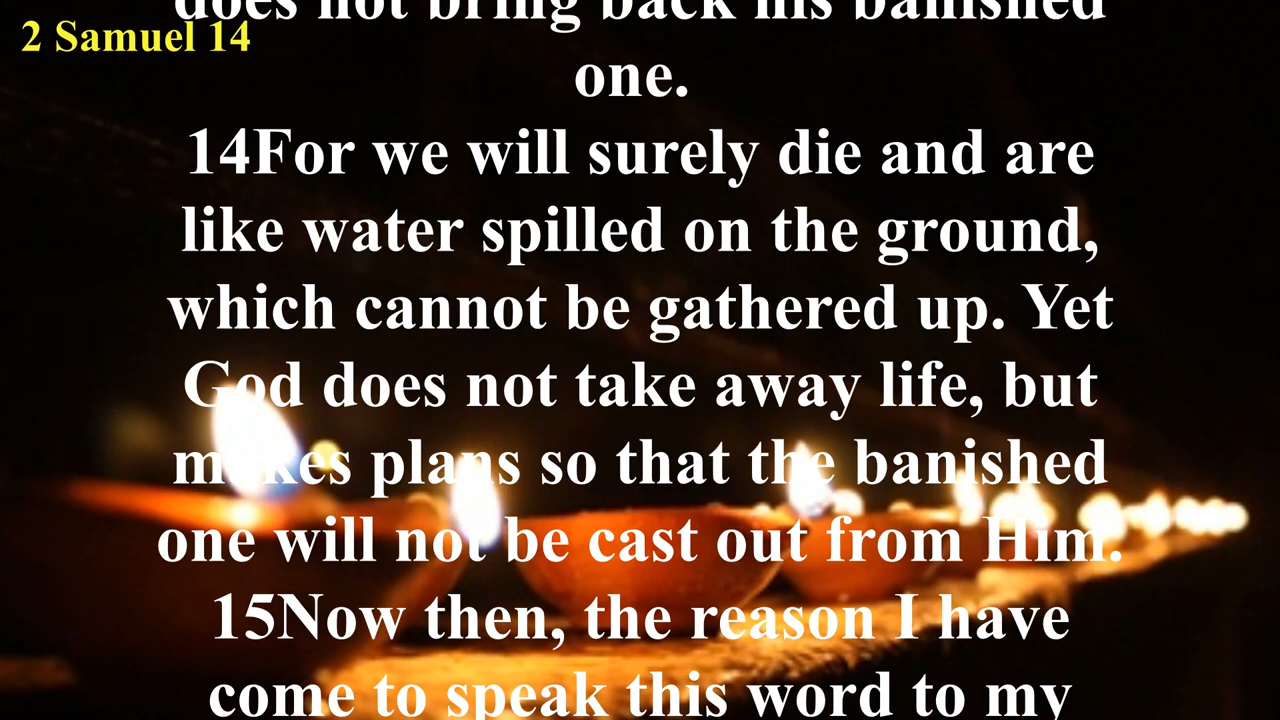 2 Samuel 14
does not bring back his banished
one.
14For we will surely die and are
like water spilled on the ground,
which cannot be gathered up. Yet
God does not take away life, but
makes plans so that the banished
one will not be cast out from Him.
15Now then, the reason I have
come to speak this word to my